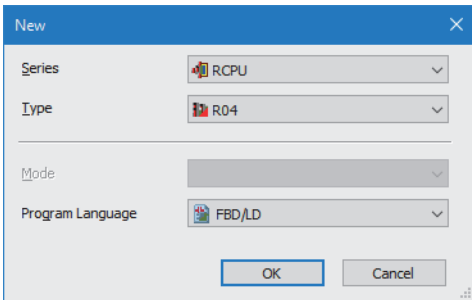 New
Series RCPU
Type R04
Mode
Program Language FBD/LD
OK Cancel